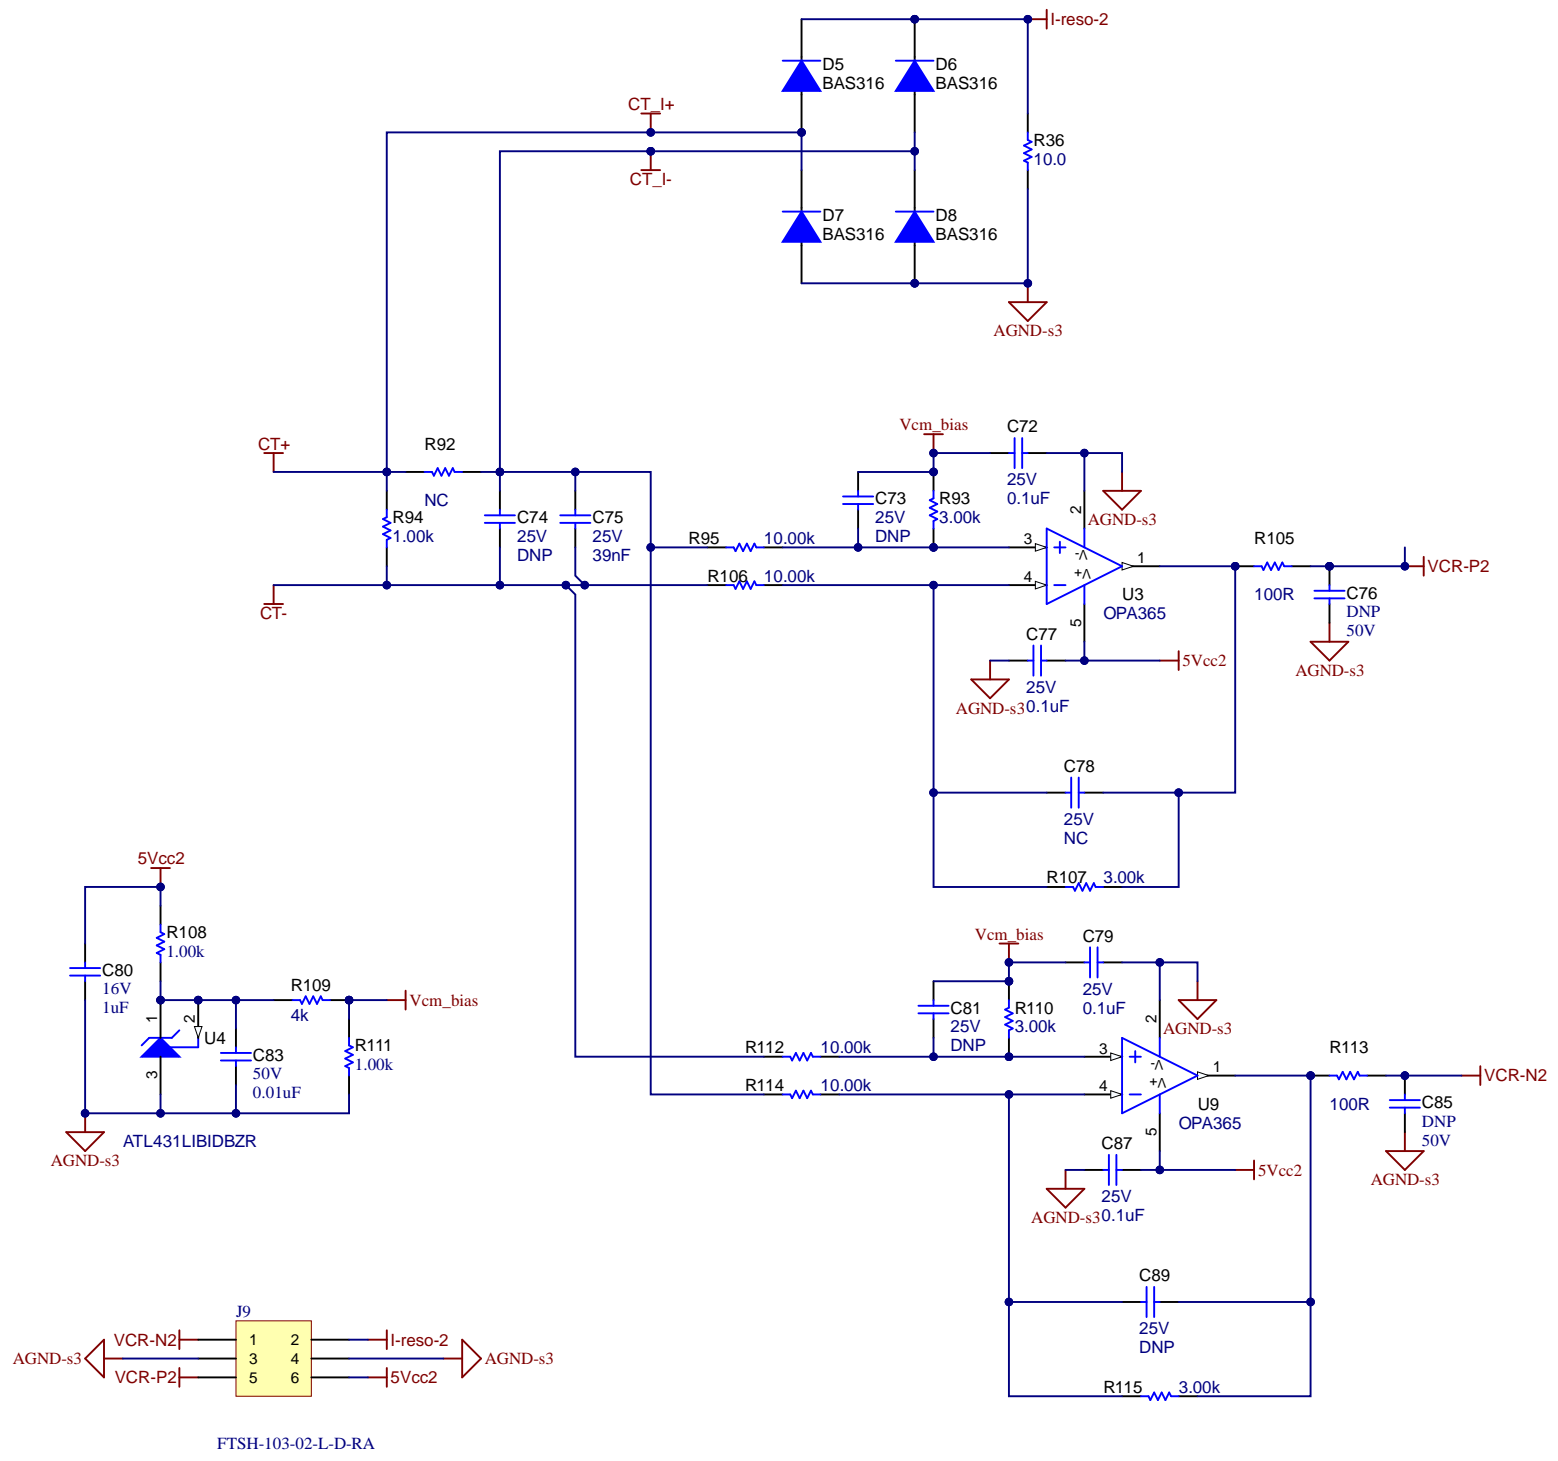 I-reso-2
D5
BAS316
D6
BAS316
CT_I+
R36
10.0
CT_I-
D7
BAS316
D8
BAS316
AGND-s3
CT+
R92
NC
R94
1.00k
C74
25V
DNP
C75
25V
39nF
CT-
Vcm_bias
C72
25V
0.1uF
C73
25V
DNP
R93
3.00k
AGND-s3
R95
10.00k
R106
10.00k
3
4
2
V-
V+
5
1
U3
OPA365
R105
100R
VCR-P2
C76
DNP
50V
AGND-s3
C77
25V
0.1uF
AGND-s3
5Vcc2
C78
25V
NC
R107
3.00k
5Vcc2
R108
1.00k
C80
16V
1uF
R109
4k
Vcm_bias
1
2
3
U4
C83
50V
0.01uF
R111
1.00k
AGND-s3
ATL431LIBIDBZR
Vcm_bias
C79
25V
0.1uF
C81
25V
DNP
R110
3.00k
AGND-s3
R112
10.00k
R114
10.00k
3
4
2
V-
V+
5
1
U9
OPA365
R113
100R
VCR-N2
C85
DNP
50V
AGND-s3
C87
25V
0.1uF
AGND-s3
5Vcc2
C89
25V
DNP
R115
3.00k
J9
VCR-N2
1
2
I-reso-2
AGND-s3
3
4
AGND-s3
VCR-P2
5
6
5Vcc2
FTSH-103-02-L-D-RA